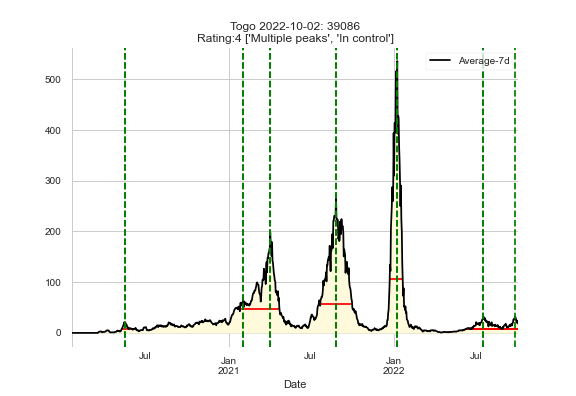 Togo 2022-10-02: 39086
Rating:4 ['Multiple peaks', 'In control']
Average-7d
500
400
300
200
100
0
Jul
Jan
2021
Jul
Jan
2022
Jul
Date